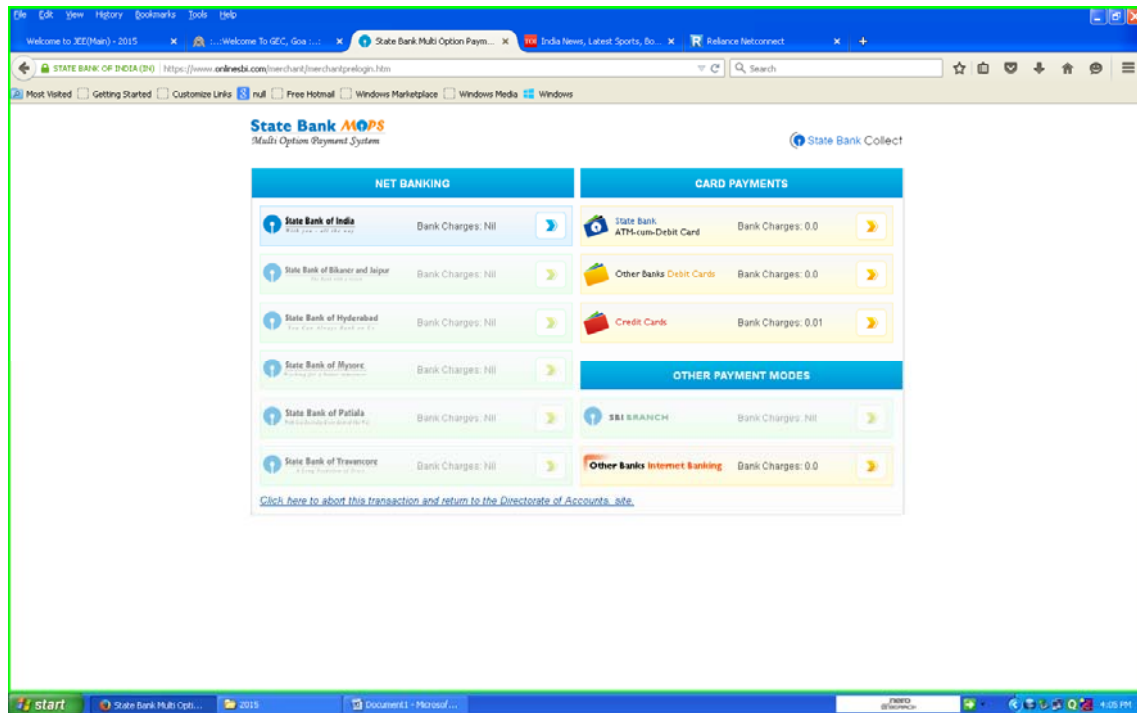 File Edit View History Bookmarks Tools Help
Welcome to JEE(Main) - 2015 × ...:Welcome To GEC, Goa :...: × State Bank Multi Option Paym... × TOI India News, Latest Sports, Bo... × R Reliance Netconnect × +
STATE BANK OF INDIA (IN) https://www.onlinesbi.com/merchant/merchantprelogin.htm Search
Most Visited Getting Started Customize Links null Free Hotmail Windows Marketplace Windows Media Windows
State Bank MOPS
Multi Option Payment System
State Bank Collect
NET BANKING
State Bank of India
With you - all the way
Bank Charges: Nil
State Bank of Bikaner and Jaipur
Bank Charges: Nil
State Bank of Hyderabad
Bank Charges: Nil
State Bank of Mysore
Bank Charges: Nil
State Bank of Patiala
Bank Charges: Nil
State Bank of Travancore
Bank Charges: Nil
CARD PAYMENTS
State Bank
ATM-cum-Debit Card
Bank Charges: 0.0
Other Banks Debit Cards Bank Charges: 0.0
Credit Cards Bank Charges: 0.01
OTHER PAYMENT MODES
SBI BRANCH Bank Charges: Nil
Other Banks Internet Banking Bank Charges: 0.0
Click here to abort this transaction and return to the Directorate of Accounts site.
start State Bank Multi Opti... 2015 Document1 - Microsof... nero 4:05 PM